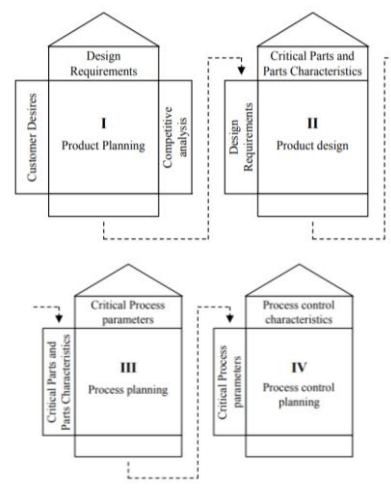 Design
Requirements
Customer Desires
I
Product Planning
Competitive
analysis
Critical Parts and
Parts Characteristics
Design
Requirements
II
Product design
Critical Process
parameters
Critical Parts and
Parts Characteristics
III
Process planning
Process control
characteristics
Critical Process
parameters
IV
Process control
planning